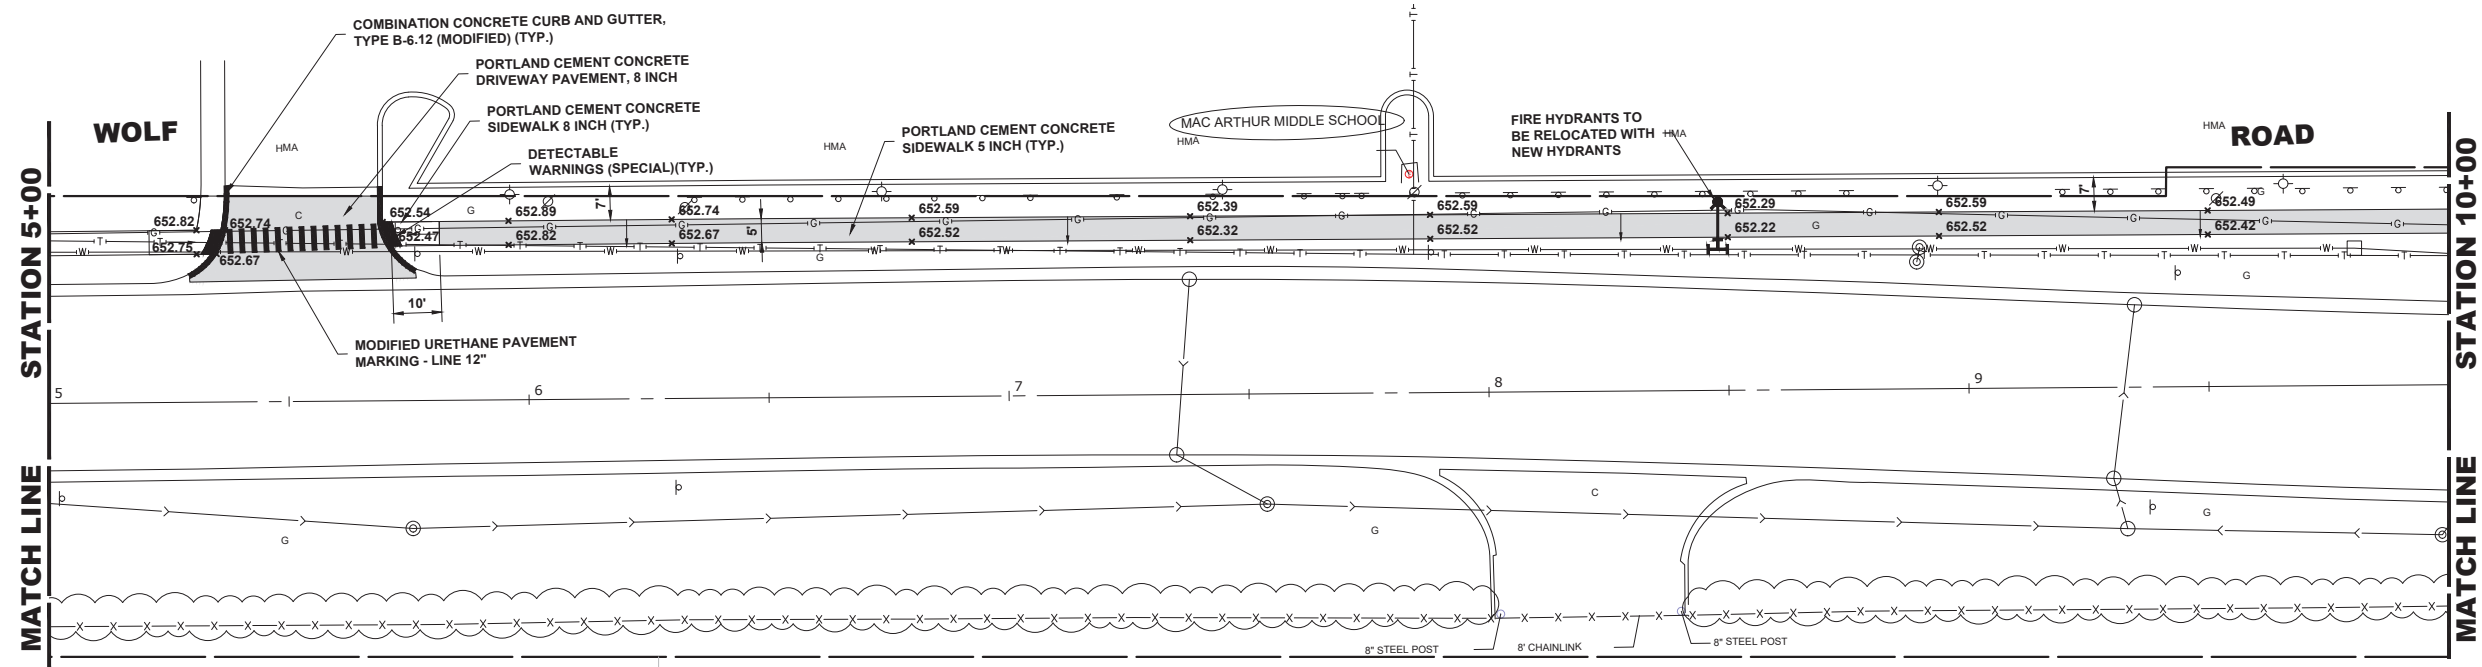 COMBINATION CONCRETE CURB AND GUTTER,
TYPE B-6.12 (MODIFIED) (TYP.)
PORTLAND CEMENT CONCRETE
DRIVEWAY PAVEMENT, 8 INCH
PORTLAND CEMENT CONCRETE
SIDEWALK 8 INCH (TYP.)
DETECTABLE
WARNINGS (SPECIAL)(TYP.)
PORTLAND CEMENT CONCRETE
SIDEWALK 5 INCH (TYP.)
MAC ARTHUR MIDDLE SCHOOL
FIRE HYDRANTS TO
BE RELOCATED WITH
NEW HYDRANTS
WOLF
ROAD
HMA
HMA
HMA
HMA
HMA
STATION 5+00
STATION 10+00
7'
5'
7'
C
G
652.82
652.74
652.54
652.89
652.74
652.59
652.39
652.59
652.29
652.59
652.49
652.75
652.67
652.47
652.82
652.67
652.52
652.32
652.52
652.22
652.52
652.42
G
G
G
10'
MODIFIED URETHANE PAVEMENT
MARKING - LINE 12"
5
6
7
8
9
MATCH LINE
MATCH LINE
C
G
G
G
8" STEEL POST
8' CHAINLINK
8" STEEL POST